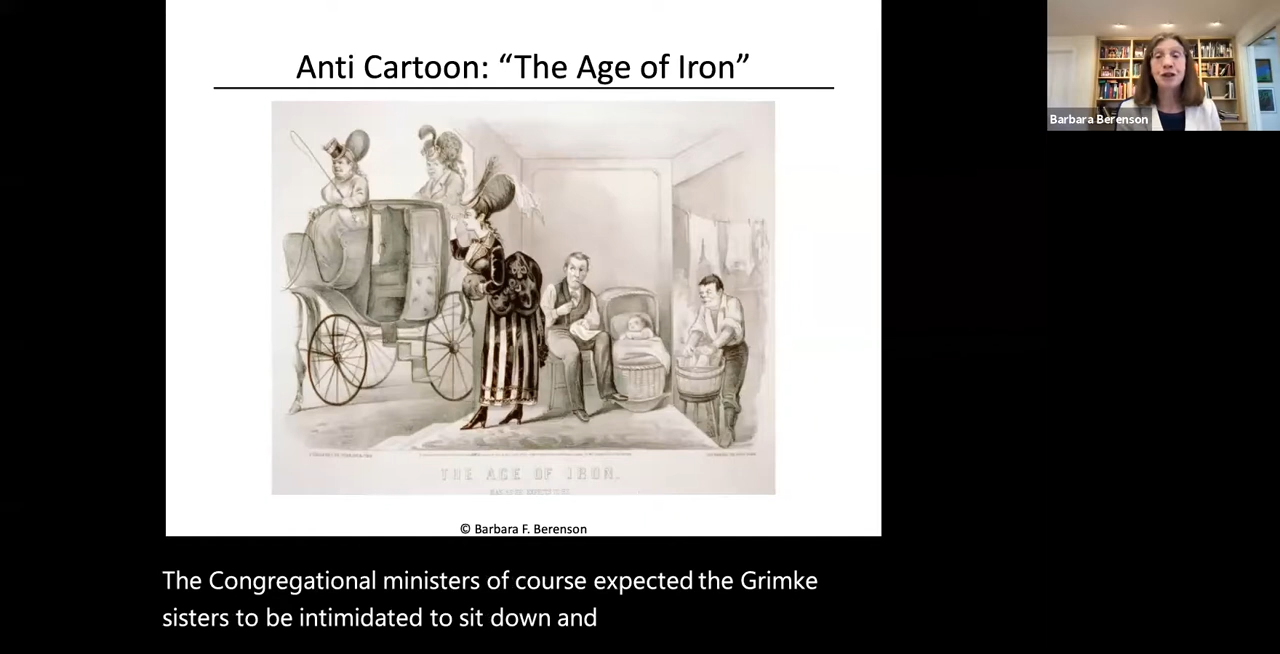 Anti Cartoon: “The Age of Iron”
Barbara Berenson
THE AGE OF IRON.
© Barbara F. Berenson
The Congregational ministers of course expected the Grimke
sisters to be intimidated to sit down and